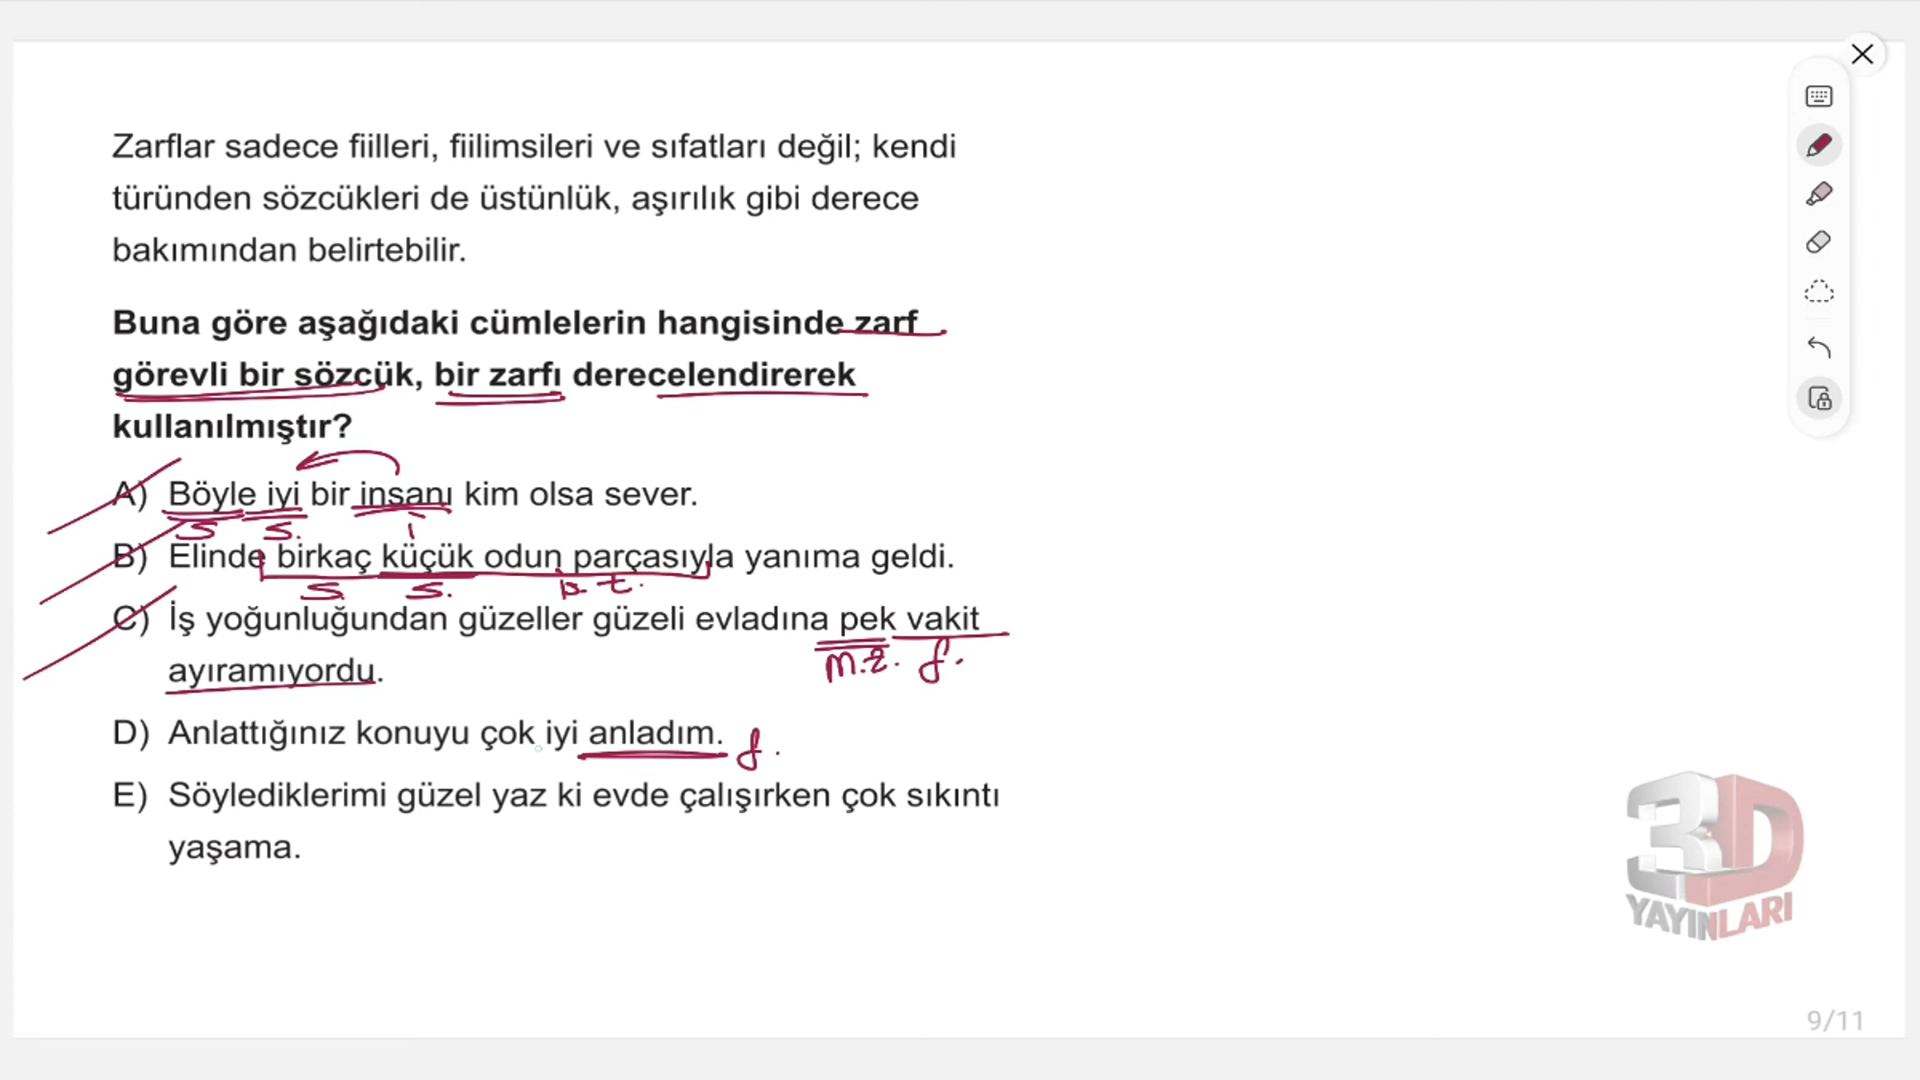 Zarflar sadece fiilleri, fiilimsileri ve sıfatları değil; kendi
türünden sözcükleri de üstünlük, aşırılık gibi derece
bakımından belirtebilir.
Buna göre aşağıdaki cümlelerin hangisinde zarf
görevli bir sözcük, bir zarfı derecelendirerek
kullanılmıştır?
A) Böyle iyi bir insanı kim olsa sever.
S S. i
B) Elinde birkaç küçük odun parçasıyla yanıma geldi.
S. S. b. t.
C) İş yoğunluğundan güzeller güzeli evladına pek vakit
m.z. f.
ayıramıyordu.
D) Anlattığınız konuyu çok iyi anladım. f.
E) Söylediklerimi güzel yaz ki evde çalışırken çok sıkıntı
yaşama.
3D
YAYINLARI
9/11